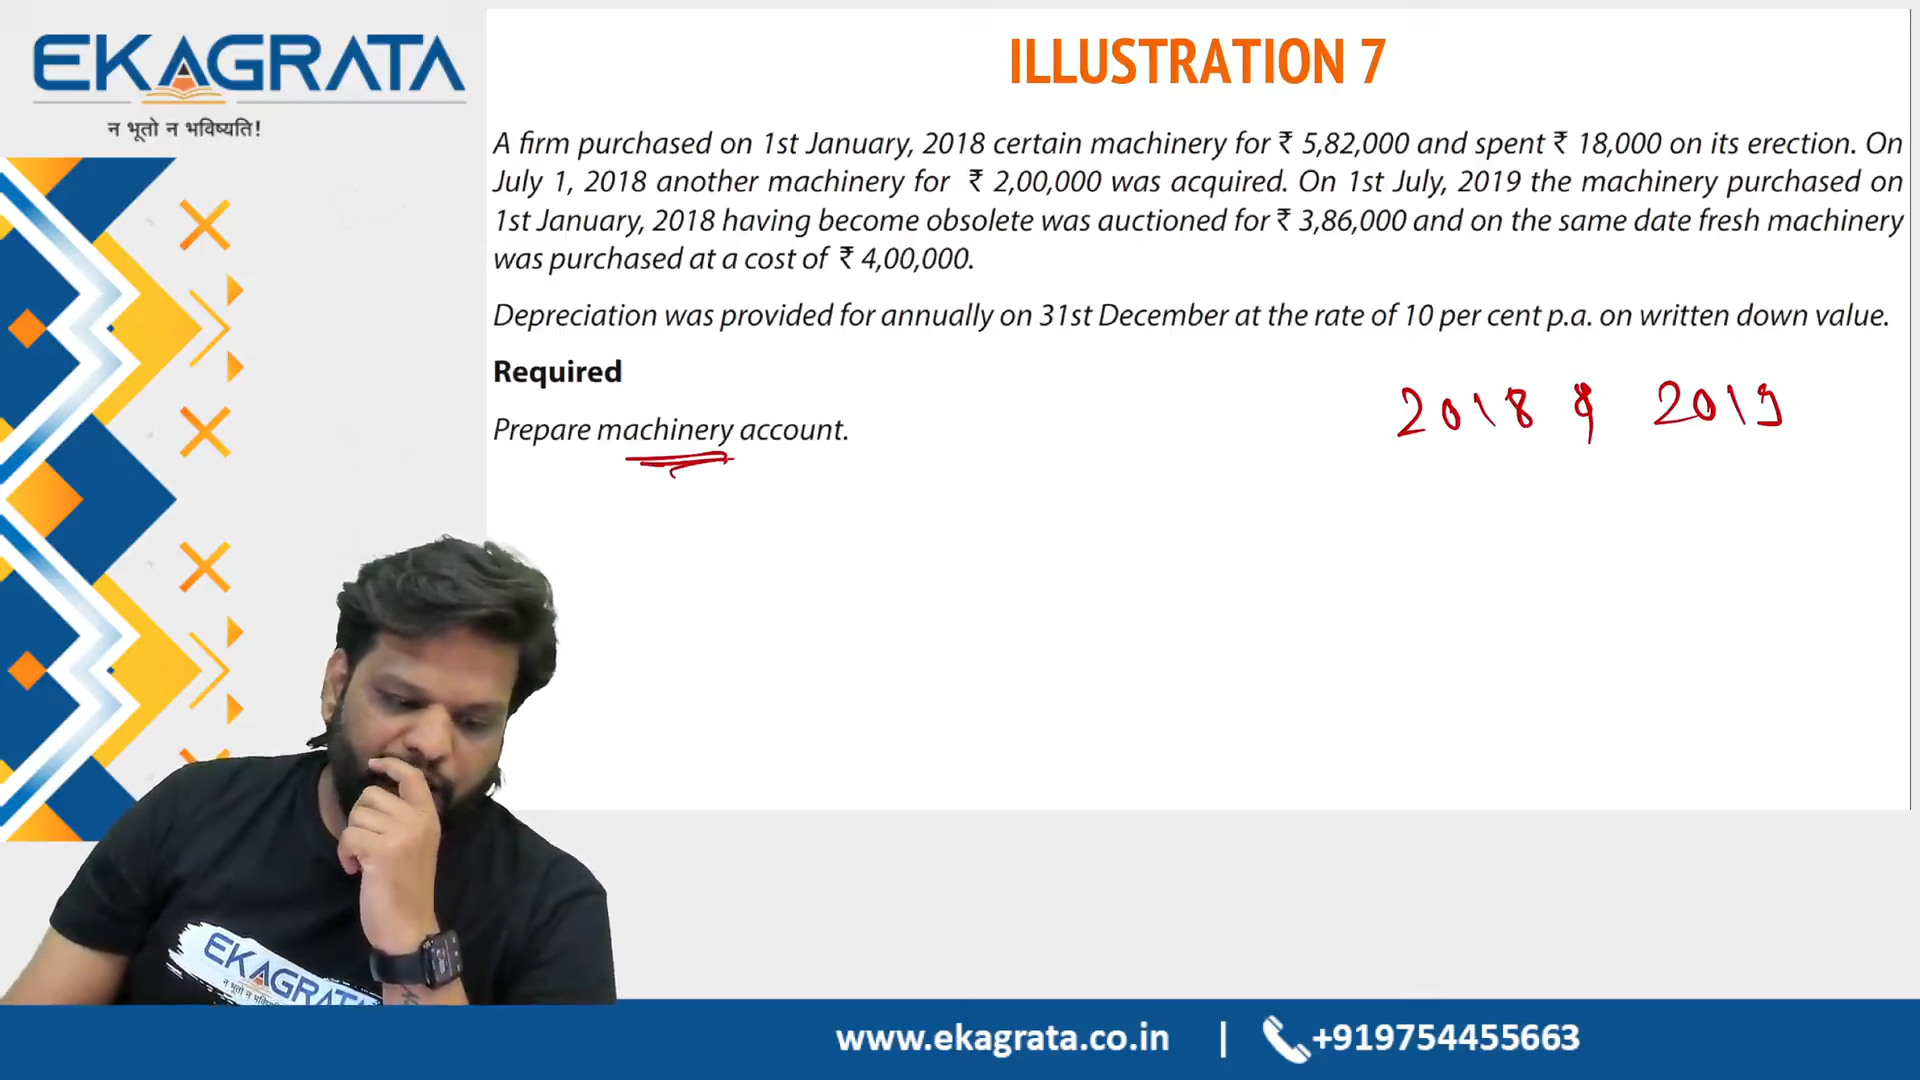 EKAGRATA
न भूतो न भविष्यति!
ILLUSTRATION 7
A firm purchased on 1st January, 2018 certain machinery for ₹ 5,82,000 and spent ₹ 18,000 on its erection. On
July 1, 2018 another machinery for ₹ 2,00,000 was acquired. On 1st July, 2019 the machinery purchased on
1st January, 2018 having become obsolete was auctioned for ₹ 3,86,000 and on the same date fresh machinery
was purchased at a cost of ₹ 4,00,000.
Depreciation was provided for annually on 31st December at the rate of 10 per cent p.a. on written down value.
Required
2018 & 2019
Prepare machinery account.
EKAGRATA
www.ekagrata.co.in | +919754455663